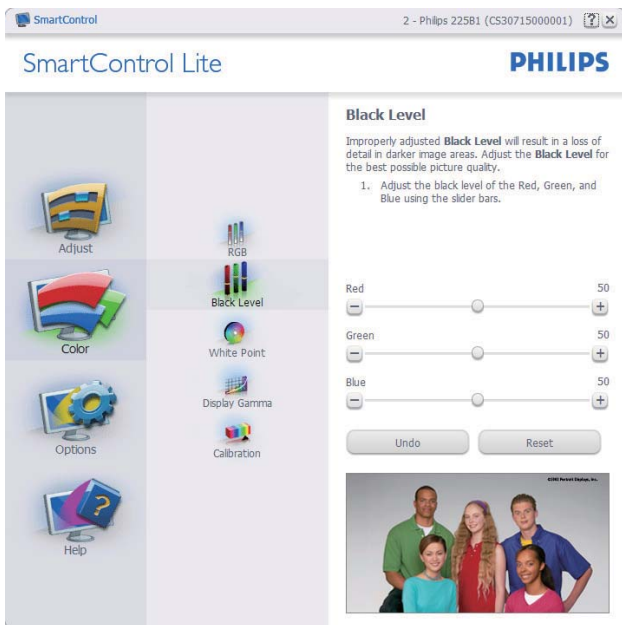 SmartControl
2 - Philips 225B1 (CS30715000001)
SmartControl Lite
PHILIPS
Adjust
Color
Options
Help
RGB
Black Level
White Point
Display Gamma
Calibration
Black Level
Improperly adjusted Black Level will result in a loss of
detail in darker image areas. Adjust the Black Level for
the best possible picture quality.
1. Adjust the black level of the Red, Green, and
Blue using the slider bars.
Red 50
Green 50
Blue 50
Undo Reset